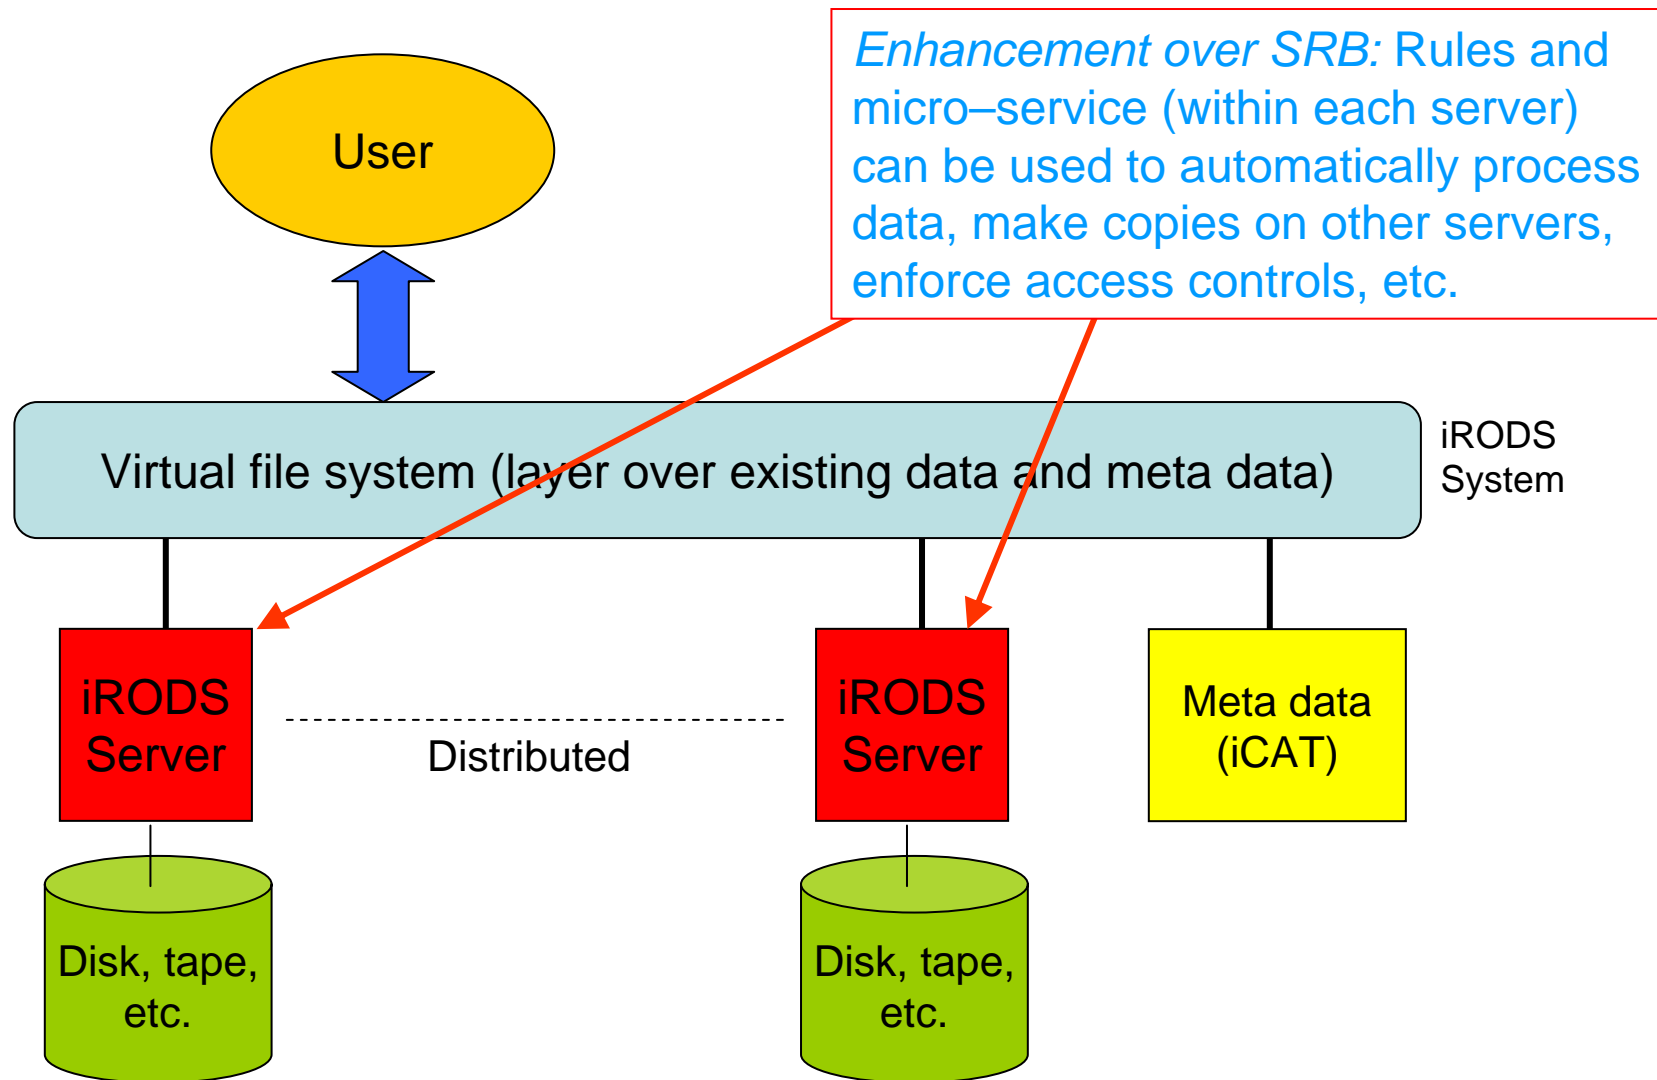 Enhancement over SRB: Rules and
micro–service (within each server)
can be used to automatically process
data, make copies on other servers,
enforce access controls, etc.
User
Virtual file system (layer over existing data and meta data)
iRODS
System
iRODS
Server
Distributed
iRODS
Server
Meta data
(iCAT)
Disk, tape,
etc.
Disk, tape,
etc.